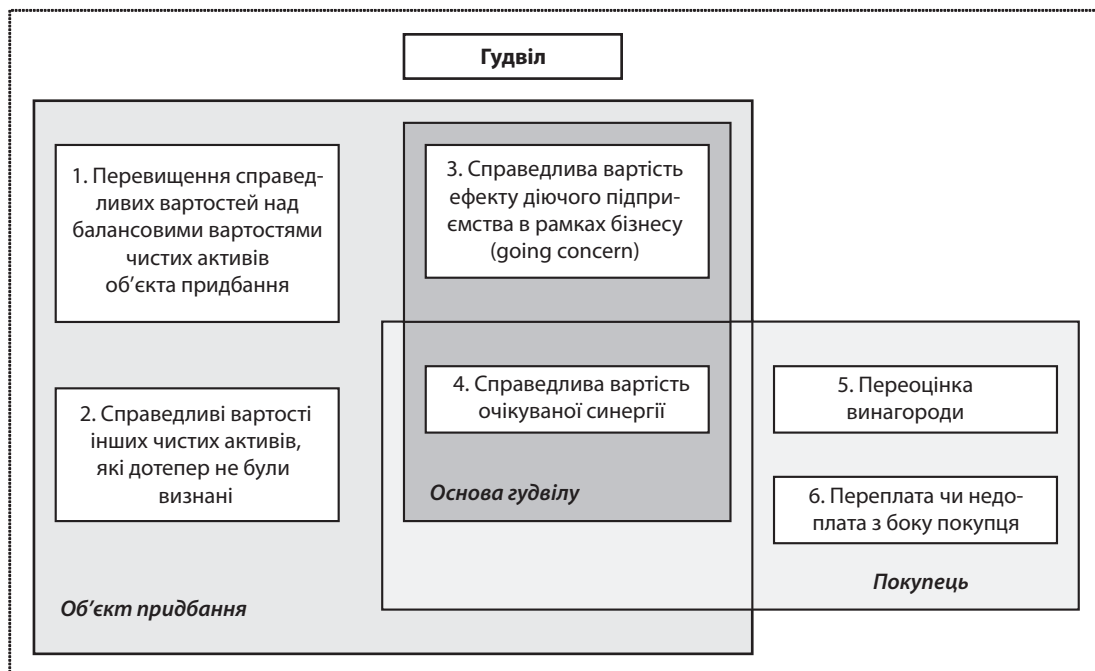 Гудвіл
1. Перевищення справед-
ливих вартостей над
балансовими вартостями
чистих активів
об’єкта придбання
3. Справедлива вартість
ефекту діючого підпри-
ємства в рамках бізнесу
(going concern)
2. Справедливі вартості
інших чистих активів,
які дотепер не були
визнані
4. Справедлива вартість
очікуваної синергії
5. Переоцінка
винагороди
Основа гудвілу
6. Переплата чи недо-
плата з боку покупця
Покупець
Об’єкт придбання